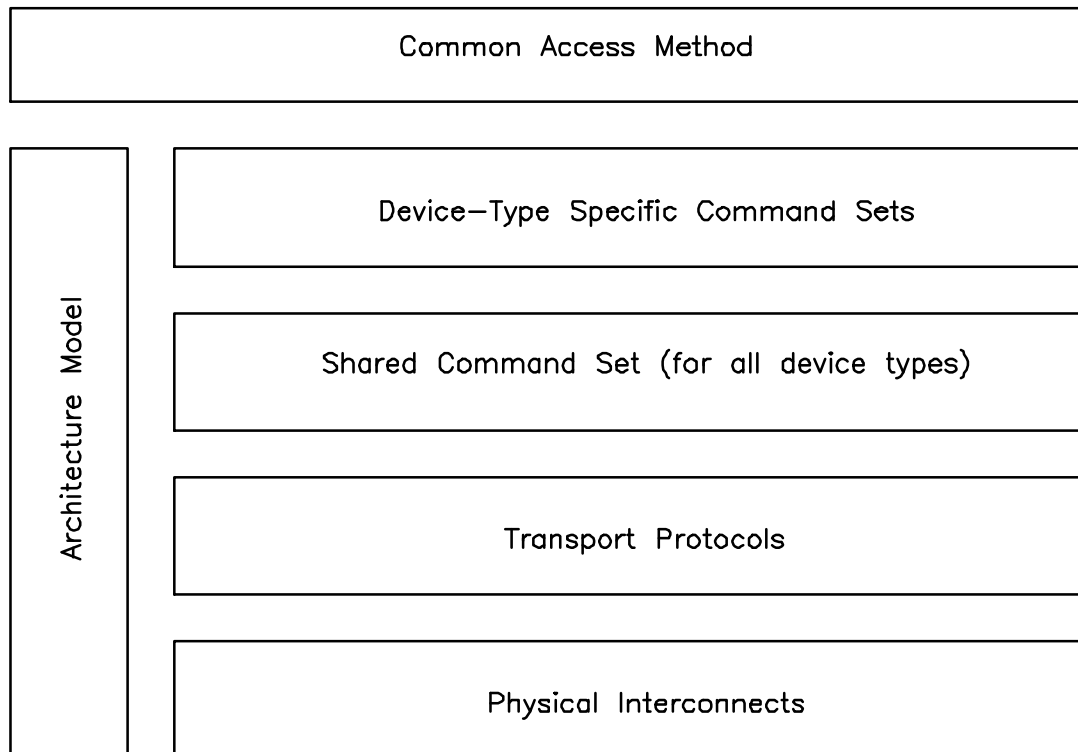 Common Access Method
Device-Type Specific Command Sets
Shared Command Set (for all device types)
Architecture Model
Transport Protocols
Physical Interconnects